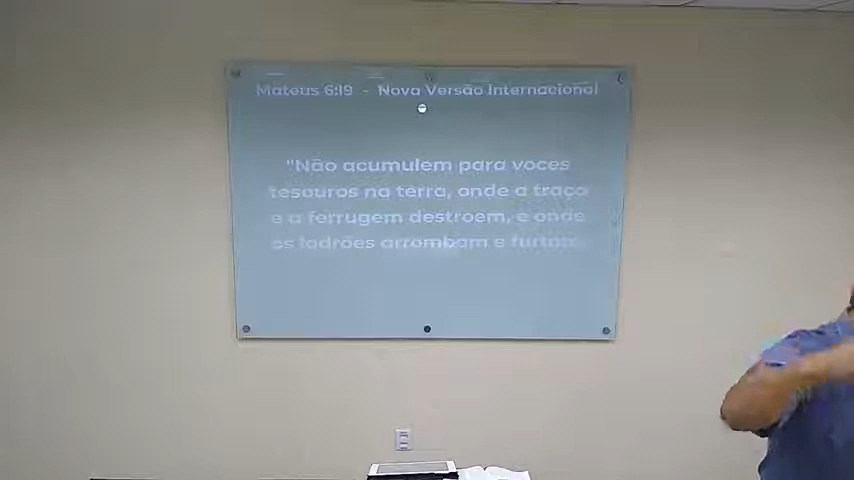 Mateus 6:19 - Nova Versão Internacional
"Não acumulem para voces
tesouros na terra, onde a traça
e a ferrugem destroem, e onde
os ladrões arrombam e furtam.